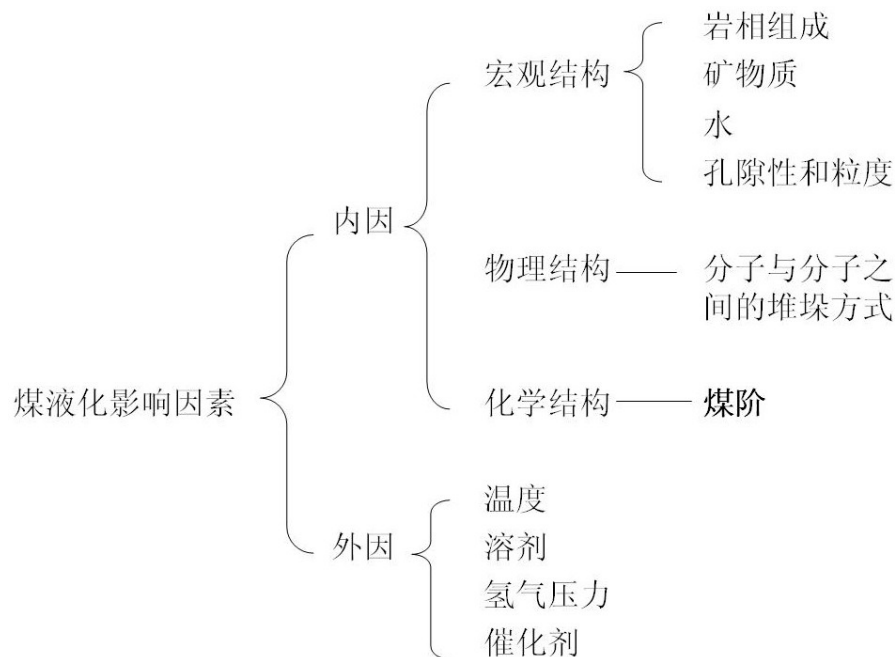 煤液化影响因素
内因
宏观结构
岩相组成
矿物质
水
孔隙性和粒度
物理结构
分子与分子之
间的堆垛方式
化学结构
煤阶
外因
温度
溶剂
氢气压力
催化剂